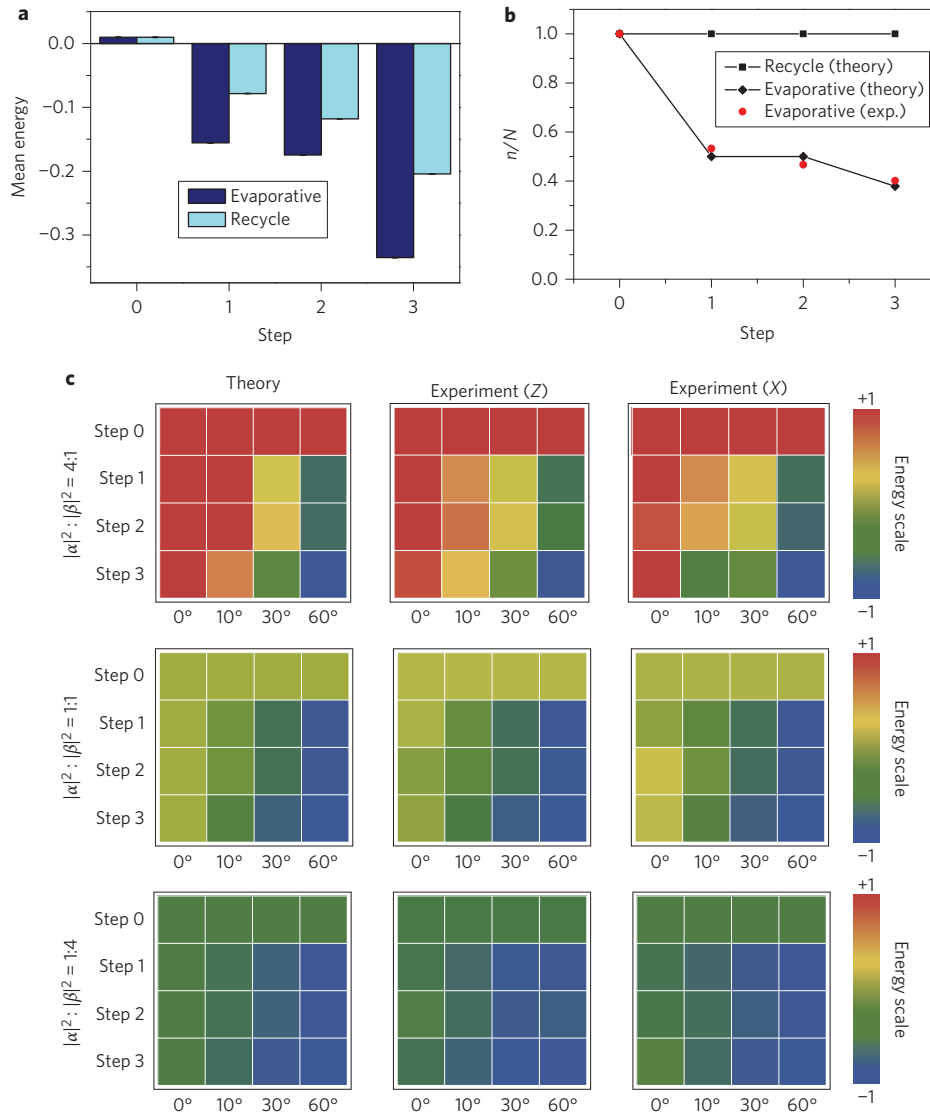 a
Mean energy
0.0
−0.1
−0.2
−0.3
Evaporative
Recycle
0 1 2 3
Step
b
n/N
1.0
0.8
0.6
0.4
0.2
0.0
Recycle (theory)
Evaporative (theory)
Evaporative (exp.)
0 1 2 3
Step
c
Theory Experiment (Z) Experiment (X)
|α|² : |β|² = 4:1
Step 0
Step 1
Step 2
Step 3
0° 10° 30° 60° 0° 10° 30° 60° 0° 10° 30° 60°
+1
Energy scale
−1
|α|² : |β|² = 1:1
Step 0
Step 1
Step 2
Step 3
0° 10° 30° 60° 0° 10° 30° 60° 0° 10° 30° 60°
+1
Energy scale
−1
|α|² : |β|² = 1:4
Step 0
Step 1
Step 2
Step 3
0° 10° 30° 60° 0° 10° 30° 60° 0° 10° 30° 60°
+1
Energy scale
−1